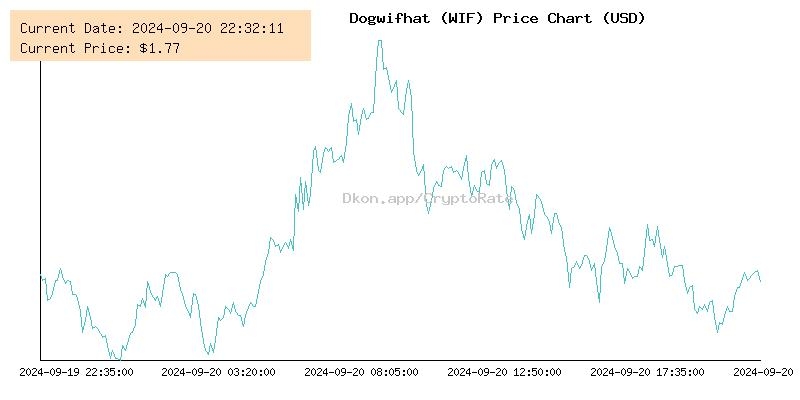 Dogwifhat (WIF) Price Chart (USD)
Current Date: 2024-09-20 22:32:11
Current Price: $1.77
Dkon.app/CryptoRate
2024-09-19 22:35:00 2024-09-20 03:20:00 2024-09-20 08:05:00 2024-09-20 12:50:00 2024-09-20 17:35:00 2024-09-20